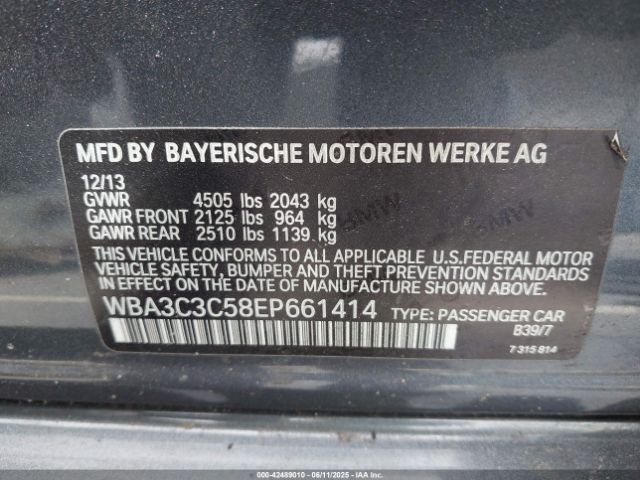 MFD BY BAYERISCHE MOTOREN WERKE AG
12/13
GVWR 4505 lbs 2043 kg
GAWR FRONT 2125 lbs 964 kg
GAWR REAR 2510 lbs 1139 kg
THIS VEHICLE CONFORMS TO ALL APPLICABLE U.S.FEDERAL MOTOR
VEHICLE SAFETY, BUMPER AND THEFT PREVENTION STANDARDS
IN EFFECT ON DATE OF MANUFACTURE SHOWN ABOVE.
WBA3C3C58EP661414 TYPE: PASSENGER CAR
B39/7
7 315 814
000-42489010 - 06/11/2025 - IAAI.COM